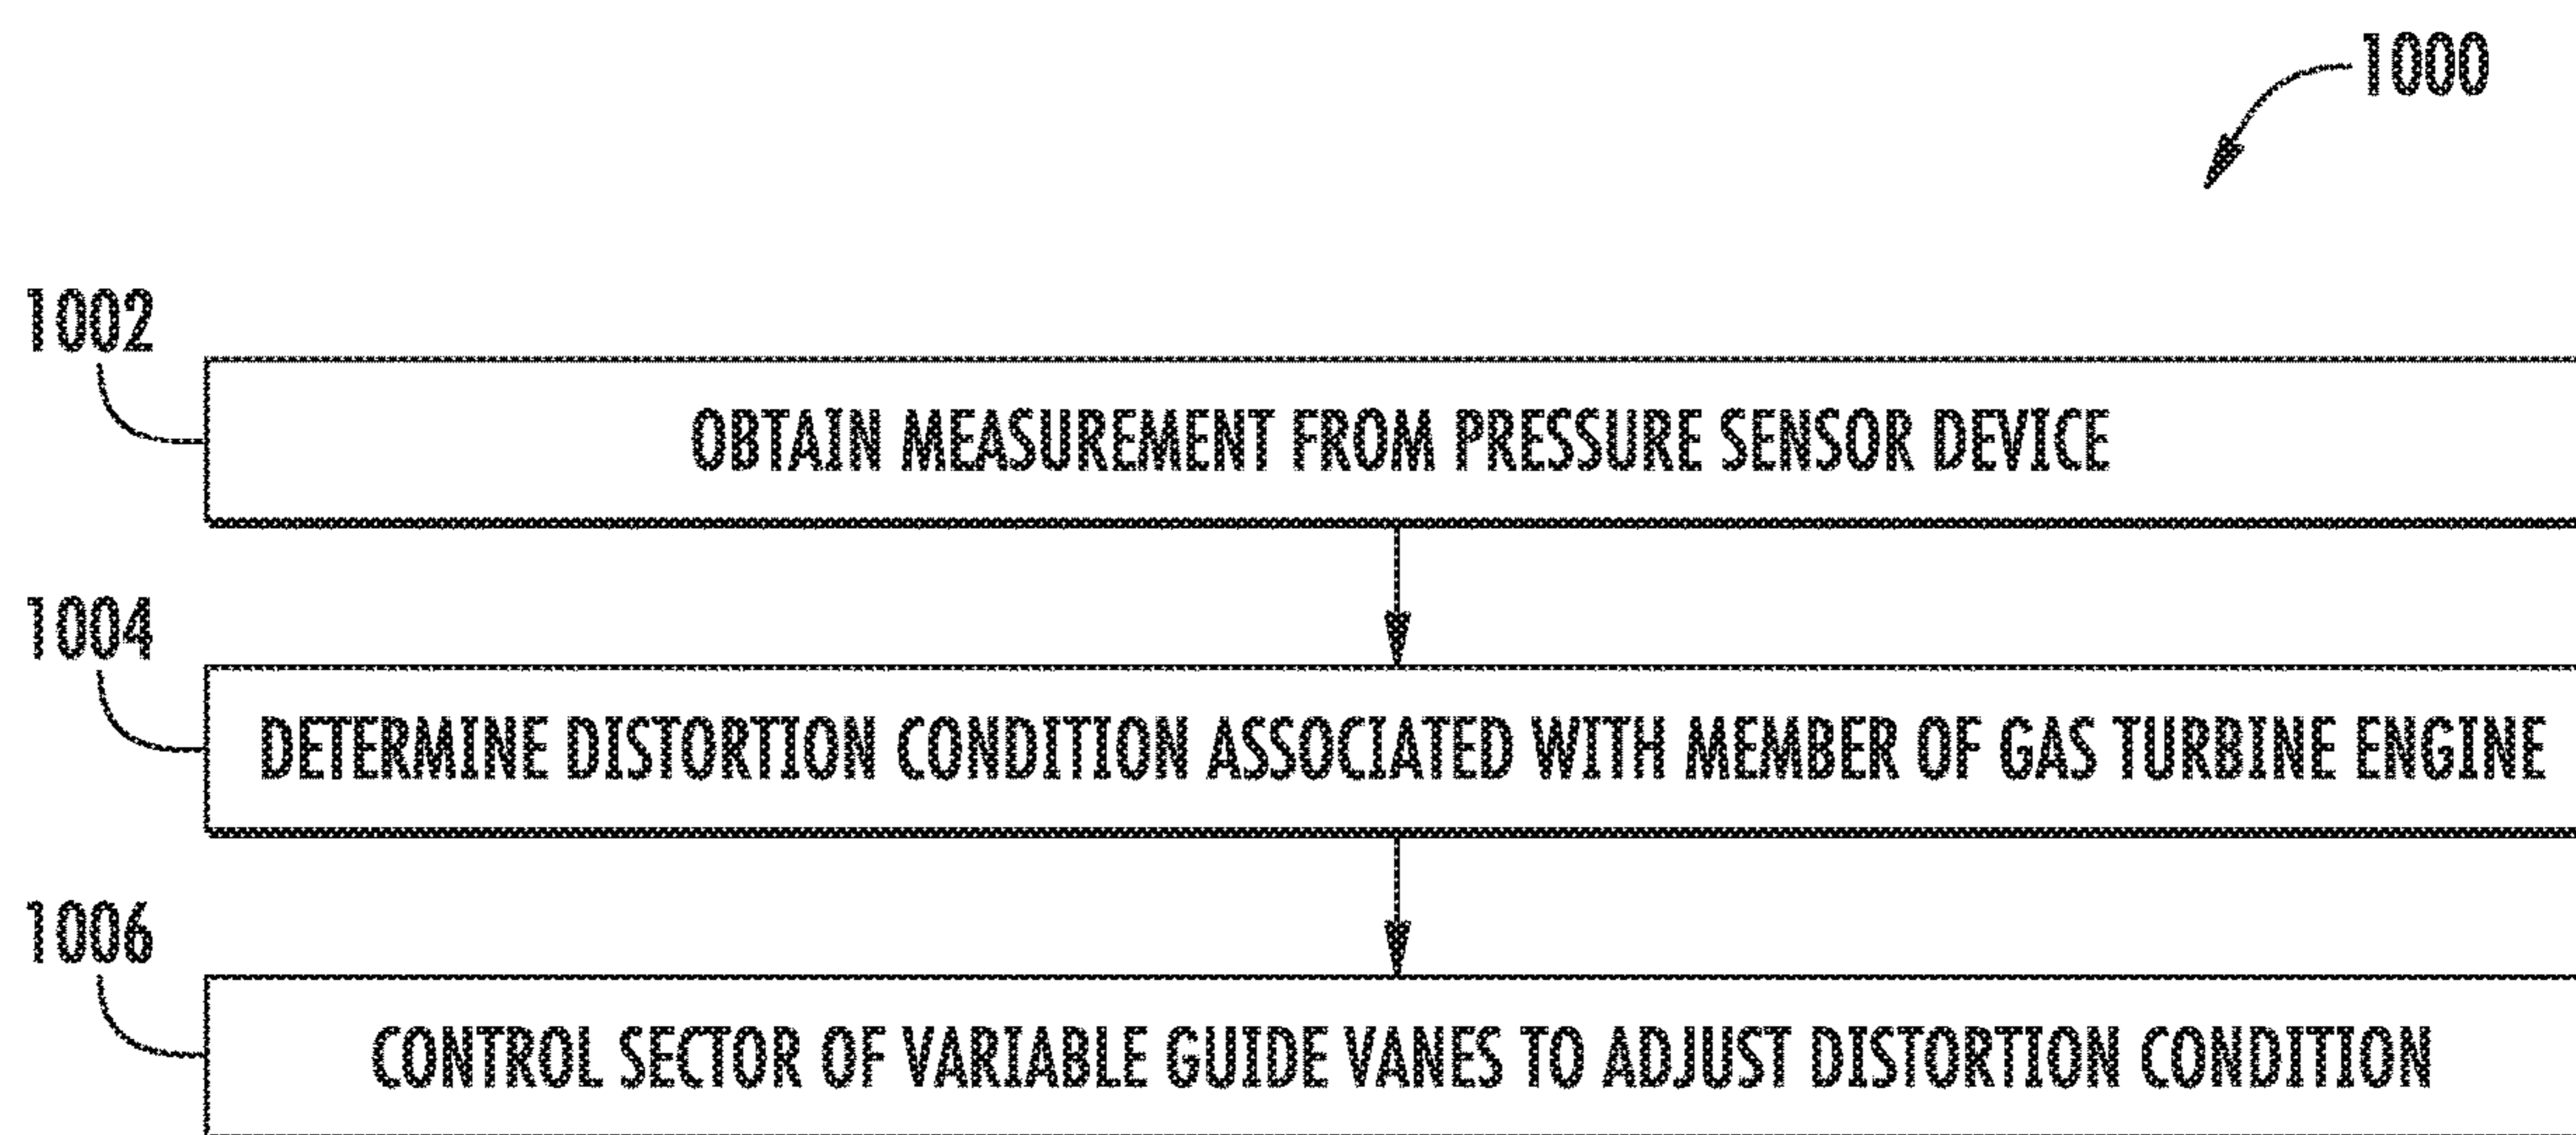 1000
1002
OBTAIN MEASUREMENT FROM PRESSURE SENSOR DEVICE
1004
DETERMINE DISTORTION CONDITION ASSOCIATED WITH MEMBER OF GAS TURBINE ENGINE
1006
CONTROL SECTOR OF VARIABLE GUIDE VANES TO ADJUST DISTORTION CONDITION